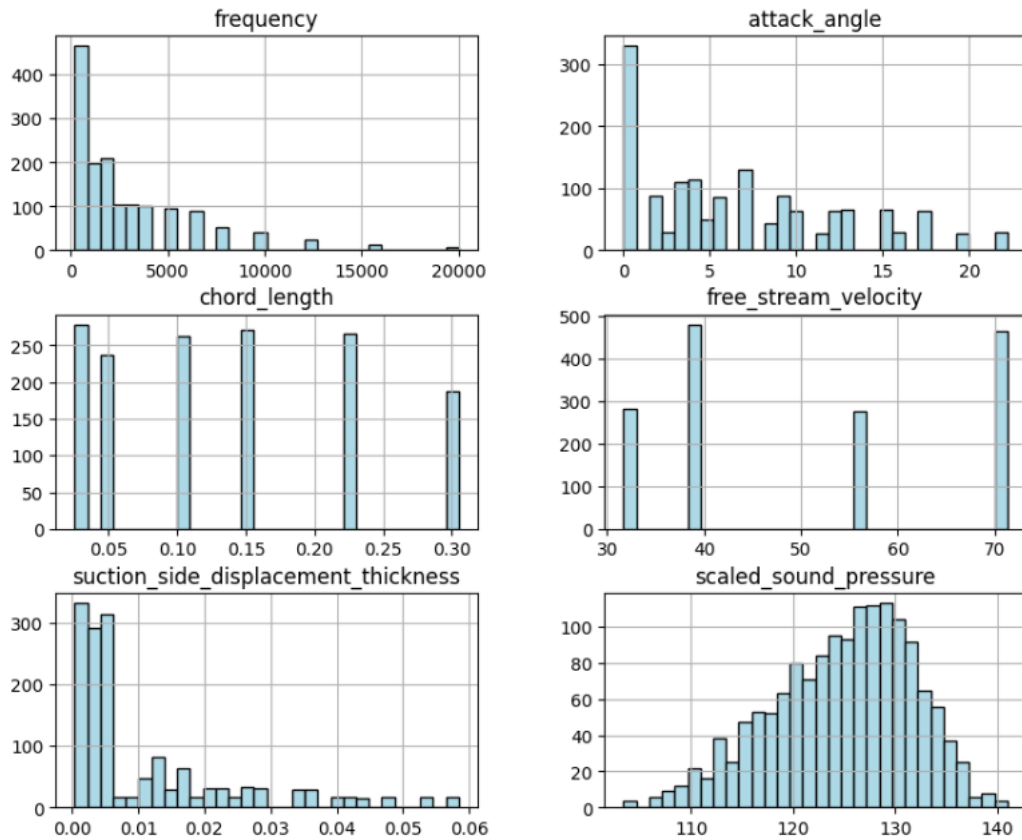 frequency
400
300
200
100
0
0 5000 10000 15000 20000
attack_angle
300
200
100
0
0 5 10 15 20
chord_length
250
200
150
100
50
0
0.05 0.10 0.15 0.20 0.25 0.30
free_stream_velocity
500
400
300
200
100
0
30 40 50 60 70
suction_side_displacement_thickness
300
200
100
0
0.00 0.01 0.02 0.03 0.04 0.05 0.06
scaled_sound_pressure
100
80
60
40
20
0
110 120 130 140